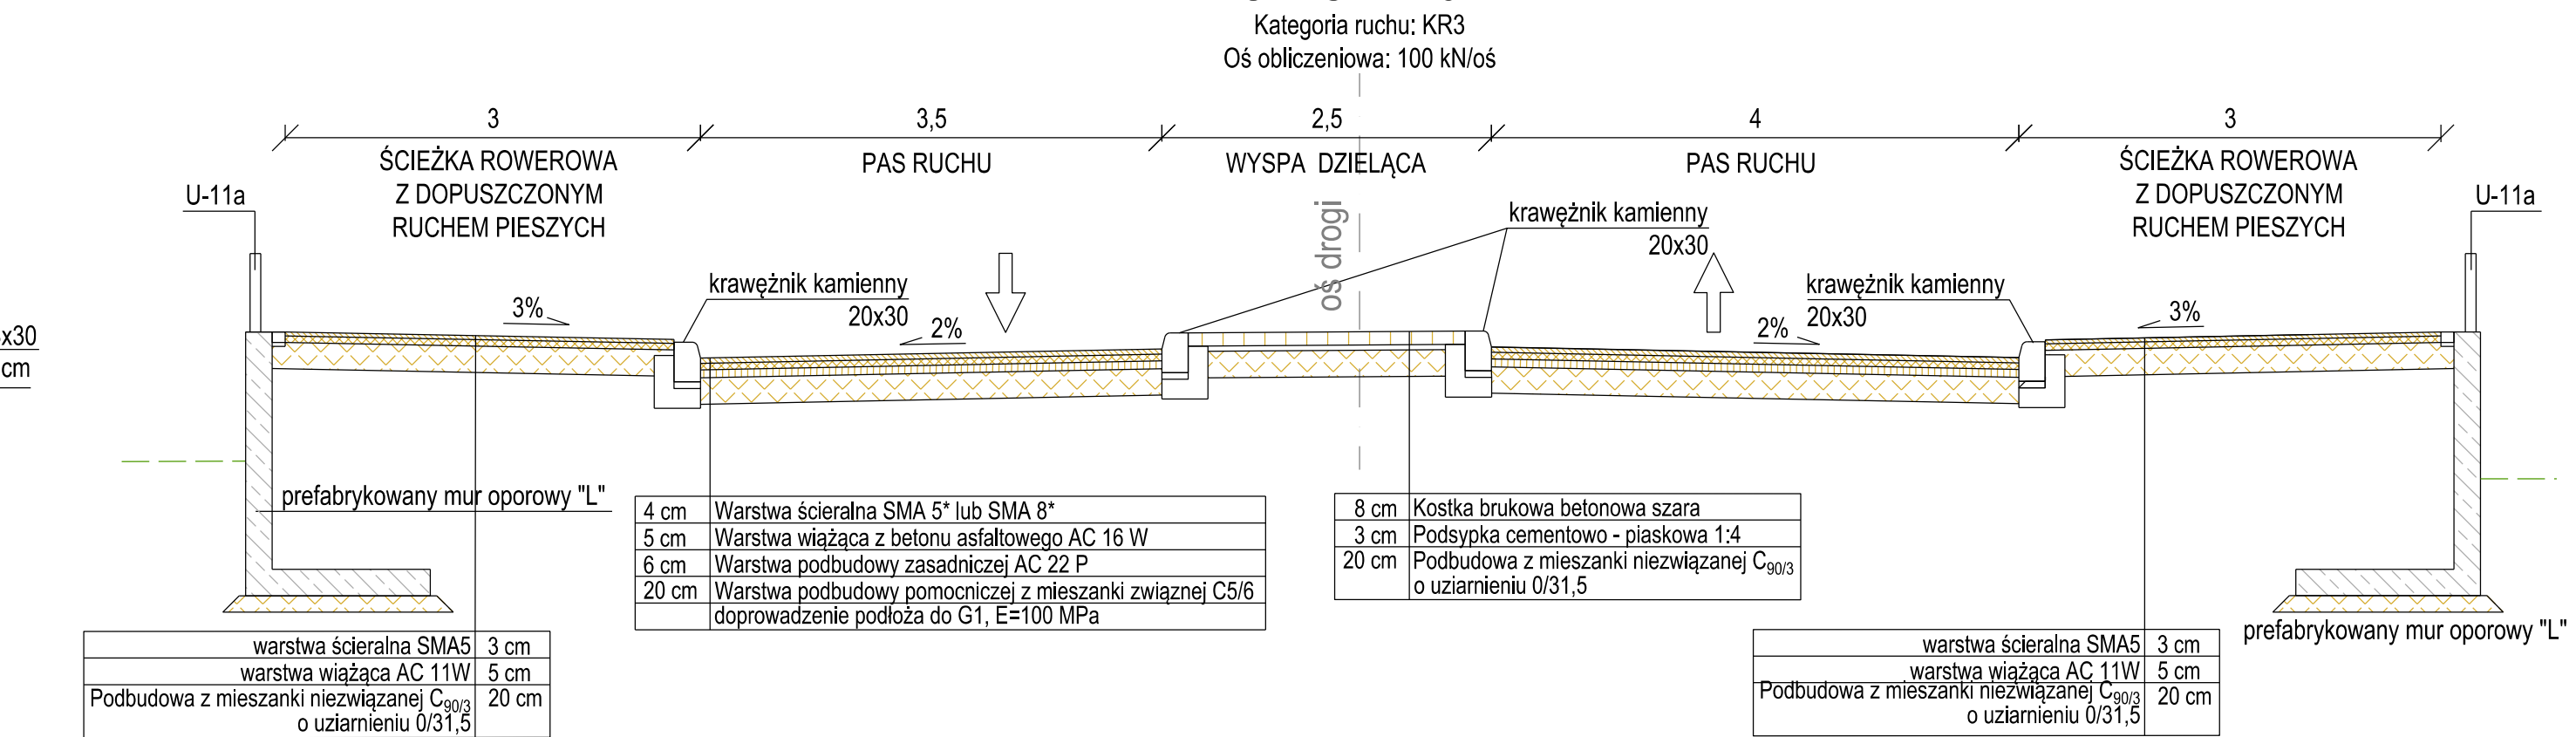 Kategoria ruchu: KR3
Oś obliczeniowa: 100 kN/oś
3
3,5
2,5
4
3
ŚCIEŻKA ROWEROWA
Z DOPUSZCZONYM
RUCHEM PIESZYCH
PAS RUCHU
WYSPA DZIELĄCA
PAS RUCHU
ŚCIEŻKA ROWEROWA
Z DOPUSZCZONYM
RUCHEM PIESZYCH
U-11a
U-11a
oś drogi
krawężnik kamienny
20x30
krawężnik kamienny
20x30
krawężnik kamienny
20x30
3%
2%
2%
3%
x30
cm
prefabrykowany mur oporowy "L"
4 cm Warstwa ścieralna SMA 5* lub SMA 8*
5 cm Warstwa wiążąca z betonu asfaltowego AC 16 W
6 cm Warstwa podbudowy zasadniczej AC 22 P
20 cm Warstwa podbudowy pomocniczej z mieszanki związnej C5/6
doprowadzenie podłoża do G1, E=100 MPa
8 cm Kostka brukowa betonowa szara
3 cm Podsypka cementowo - piaskowa 1:4
20 cm Podbudowa z mieszanki niezwiązanej C90/3
o uziarnieniu 0/31,5
prefabrykowany mur oporowy "L"
warstwa ścieralna SMA5 3 cm
warstwa wiążąca AC 11W 5 cm
Podbudowa z mieszanki niezwiązanej C90/3 20 cm
o uziarnieniu 0/31,5
warstwa ścieralna SMA5 3 cm
warstwa wiążąca AC 11W 5 cm
Podbudowa z mieszanki niezwiązanej C90/3 20 cm
o uziarnieniu 0/31,5